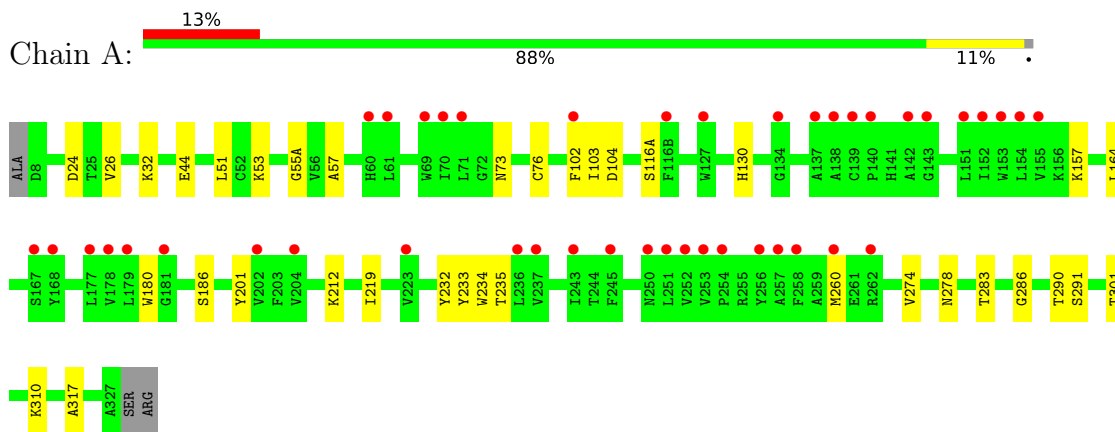 13%
Chain A:
88% 11% •
ALA D8 D24 T25 V26 K32 E44 L51 C52 K53 G55A V56 A57 H60 L61 W69 I70 L71 G72 N73 C76 F102 I103 D104 S116A F116B W127 H130 G134 A137 A138 C139 P140 H141 A142 G143 L151 I152 W153 L154 V155 K156 K157 L164
S167 Y168 L177 V178 L179 W180 G181 S186 Y201 V202 F203 V204 K212 I219 V223 Y232 Y233 W234 T235 L236 V237 I243 T244 F245 N250 L251 V252 V253 P254 R255 Y256 A257 F258 A259 M260 E261 R262 V274 N278 T283 G286 T290 S291 T301
K310 A317 A327 SER ARG